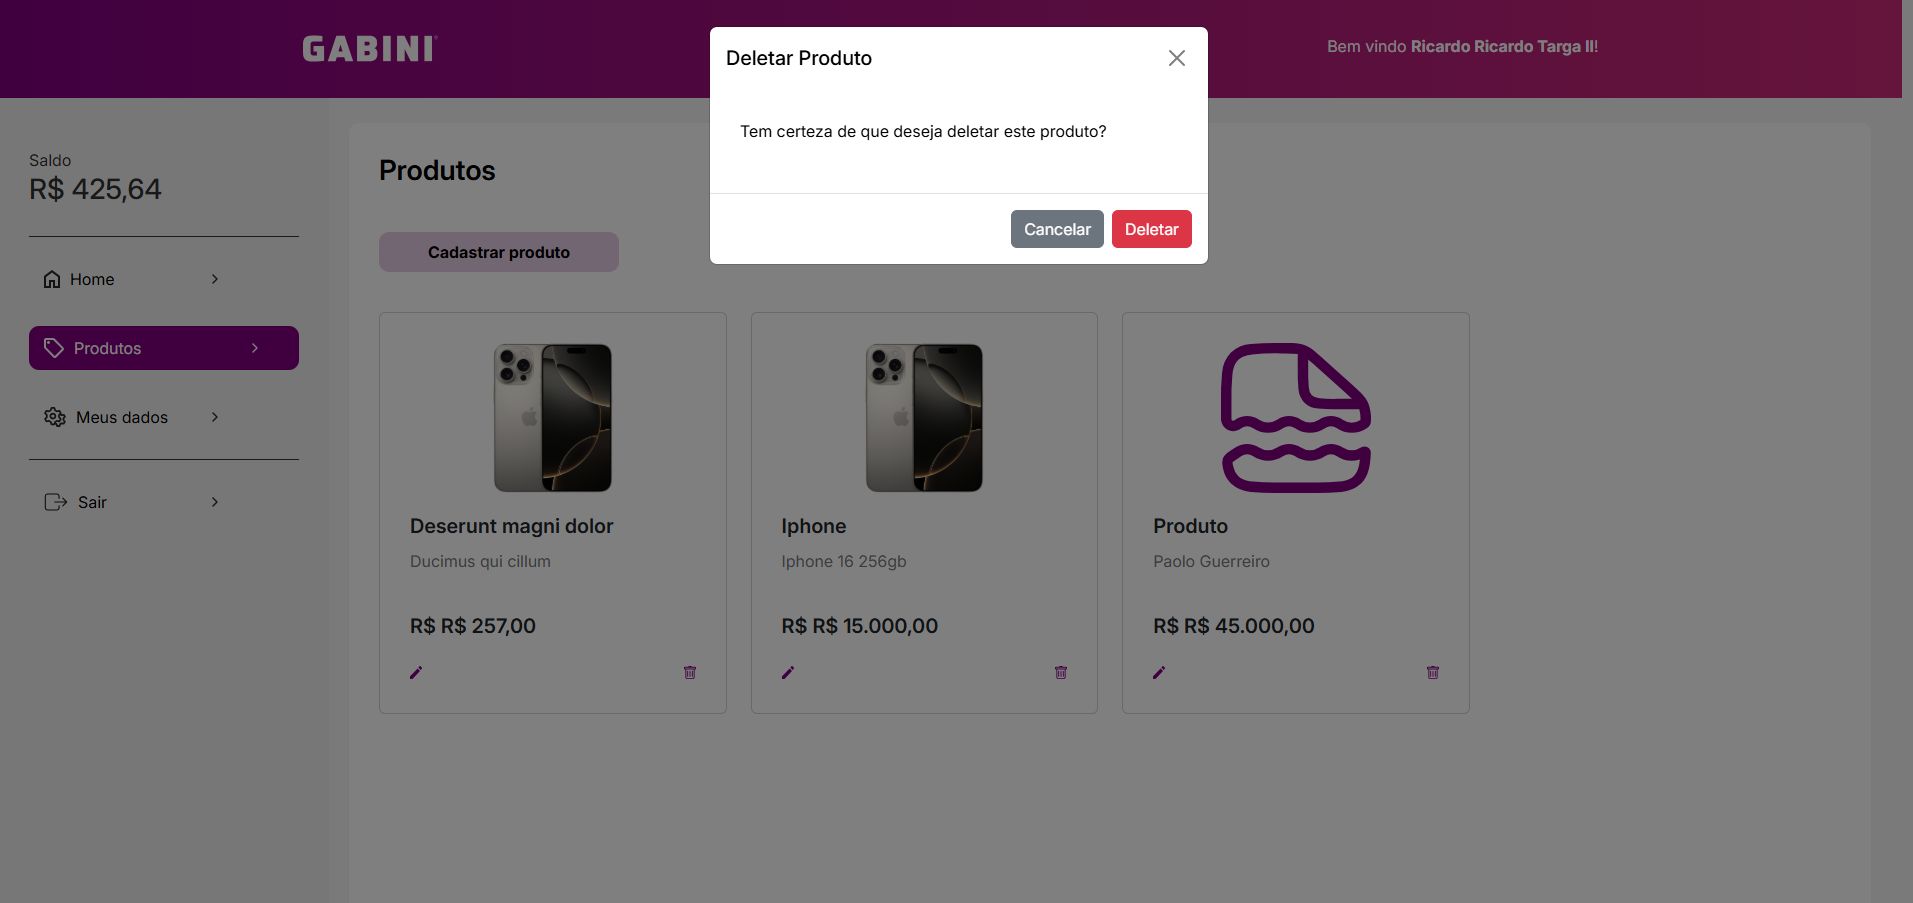 GABINI
Bem vindo Ricardo Ricardo Targa II!
Deletar Produto
Tem certeza de que deseja deletar este produto?
Cancelar
Deletar
Saldo
R$ 425,64
Home
Produtos
Meus dados
Sair
Produtos
Cadastrar produto
Deserunt magni dolor
Ducimus qui cillum
R$ R$ 257,00
Iphone
Iphone 16 256gb
R$ R$ 15.000,00
Produto
Paolo Guerreiro
R$ R$ 45.000,00